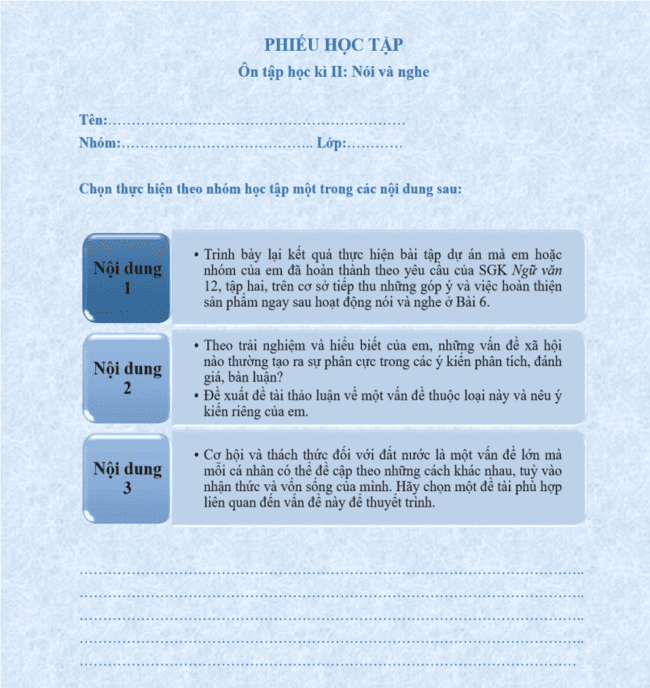 PHIẾU HỌC TẬP
Ôn tập học kì II: Nói và nghe
Tên:……………………………………………………
Nhóm:………………………………….. Lớp:…………
Chọn thực hiện theo nhóm học tập một trong các nội dung sau:
Nội dung
1
• Trình bày lại kết quả thực hiện bài tập dự án mà em hoặc
nhóm của em đã hoàn thành theo yêu cầu của SGK Ngữ văn
12, tập hai, trên cơ sở tiếp thu những góp ý và việc hoàn thiện
sản phẩm ngay sau hoạt động nói và nghe ở Bài 6.
Nội dung
2
• Theo trải nghiệm và hiểu biết của em, những vấn đề xã hội
nào thường tạo ra sự phân cực trong các ý kiến phân tích, đánh
giá, bàn luận?
• Đề xuất đề tài thảo luận về một vấn đề thuộc loại này và nêu ý
kiến riêng của em.
Nội dung
3
• Cơ hội và thách thức đối với đất nước là một vấn đề lớn mà
mỗi cá nhân có thể đề cập theo những cách khác nhau, tuỳ vào
nhận thức và vốn sống của mình. Hãy chọn một đề tài phù hợp
liên quan đến vấn đề này để thuyết trình.
…………………………………………………………………………………..
…………………………………………………………………………………..
…………………………………………………………………………………..
…………………………………………………………………………………..
…………………………………………………………………………………